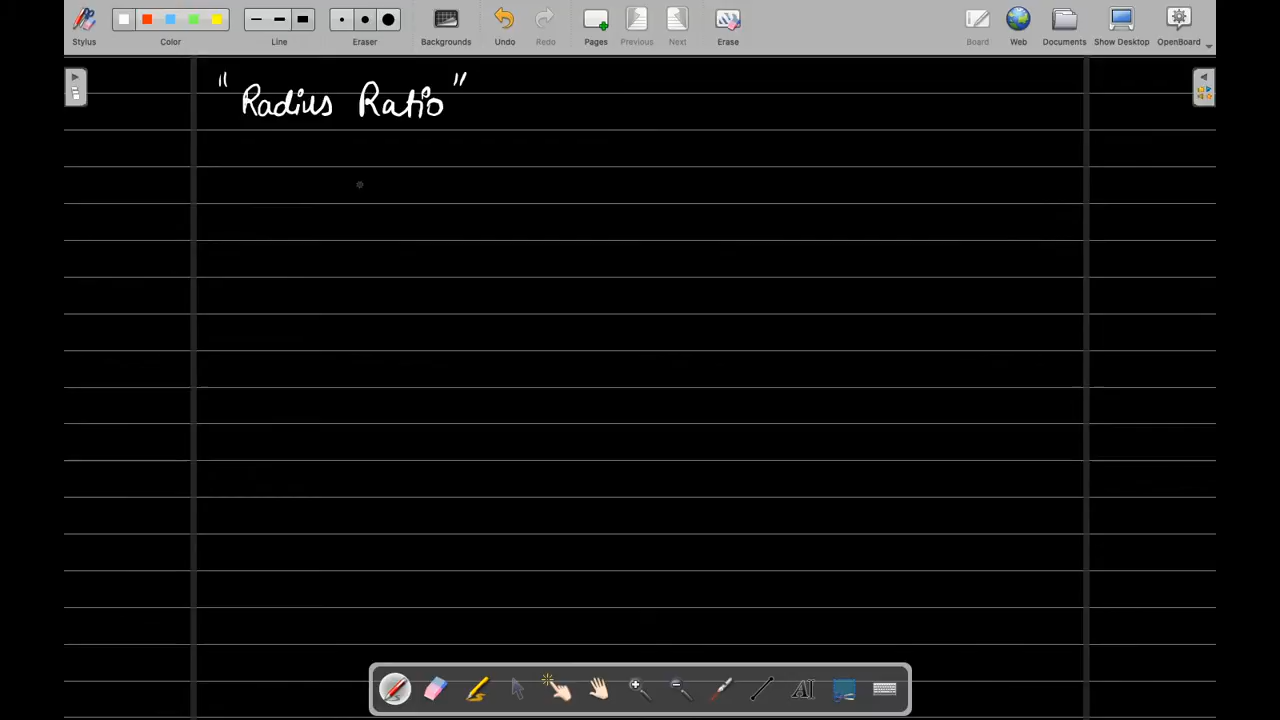 Stylus Color Line Eraser Backgrounds Undo Redo Pages Previous Next Erase Board Web Documents Show Desktop OpenBoard
"Radius Ratio"
AI